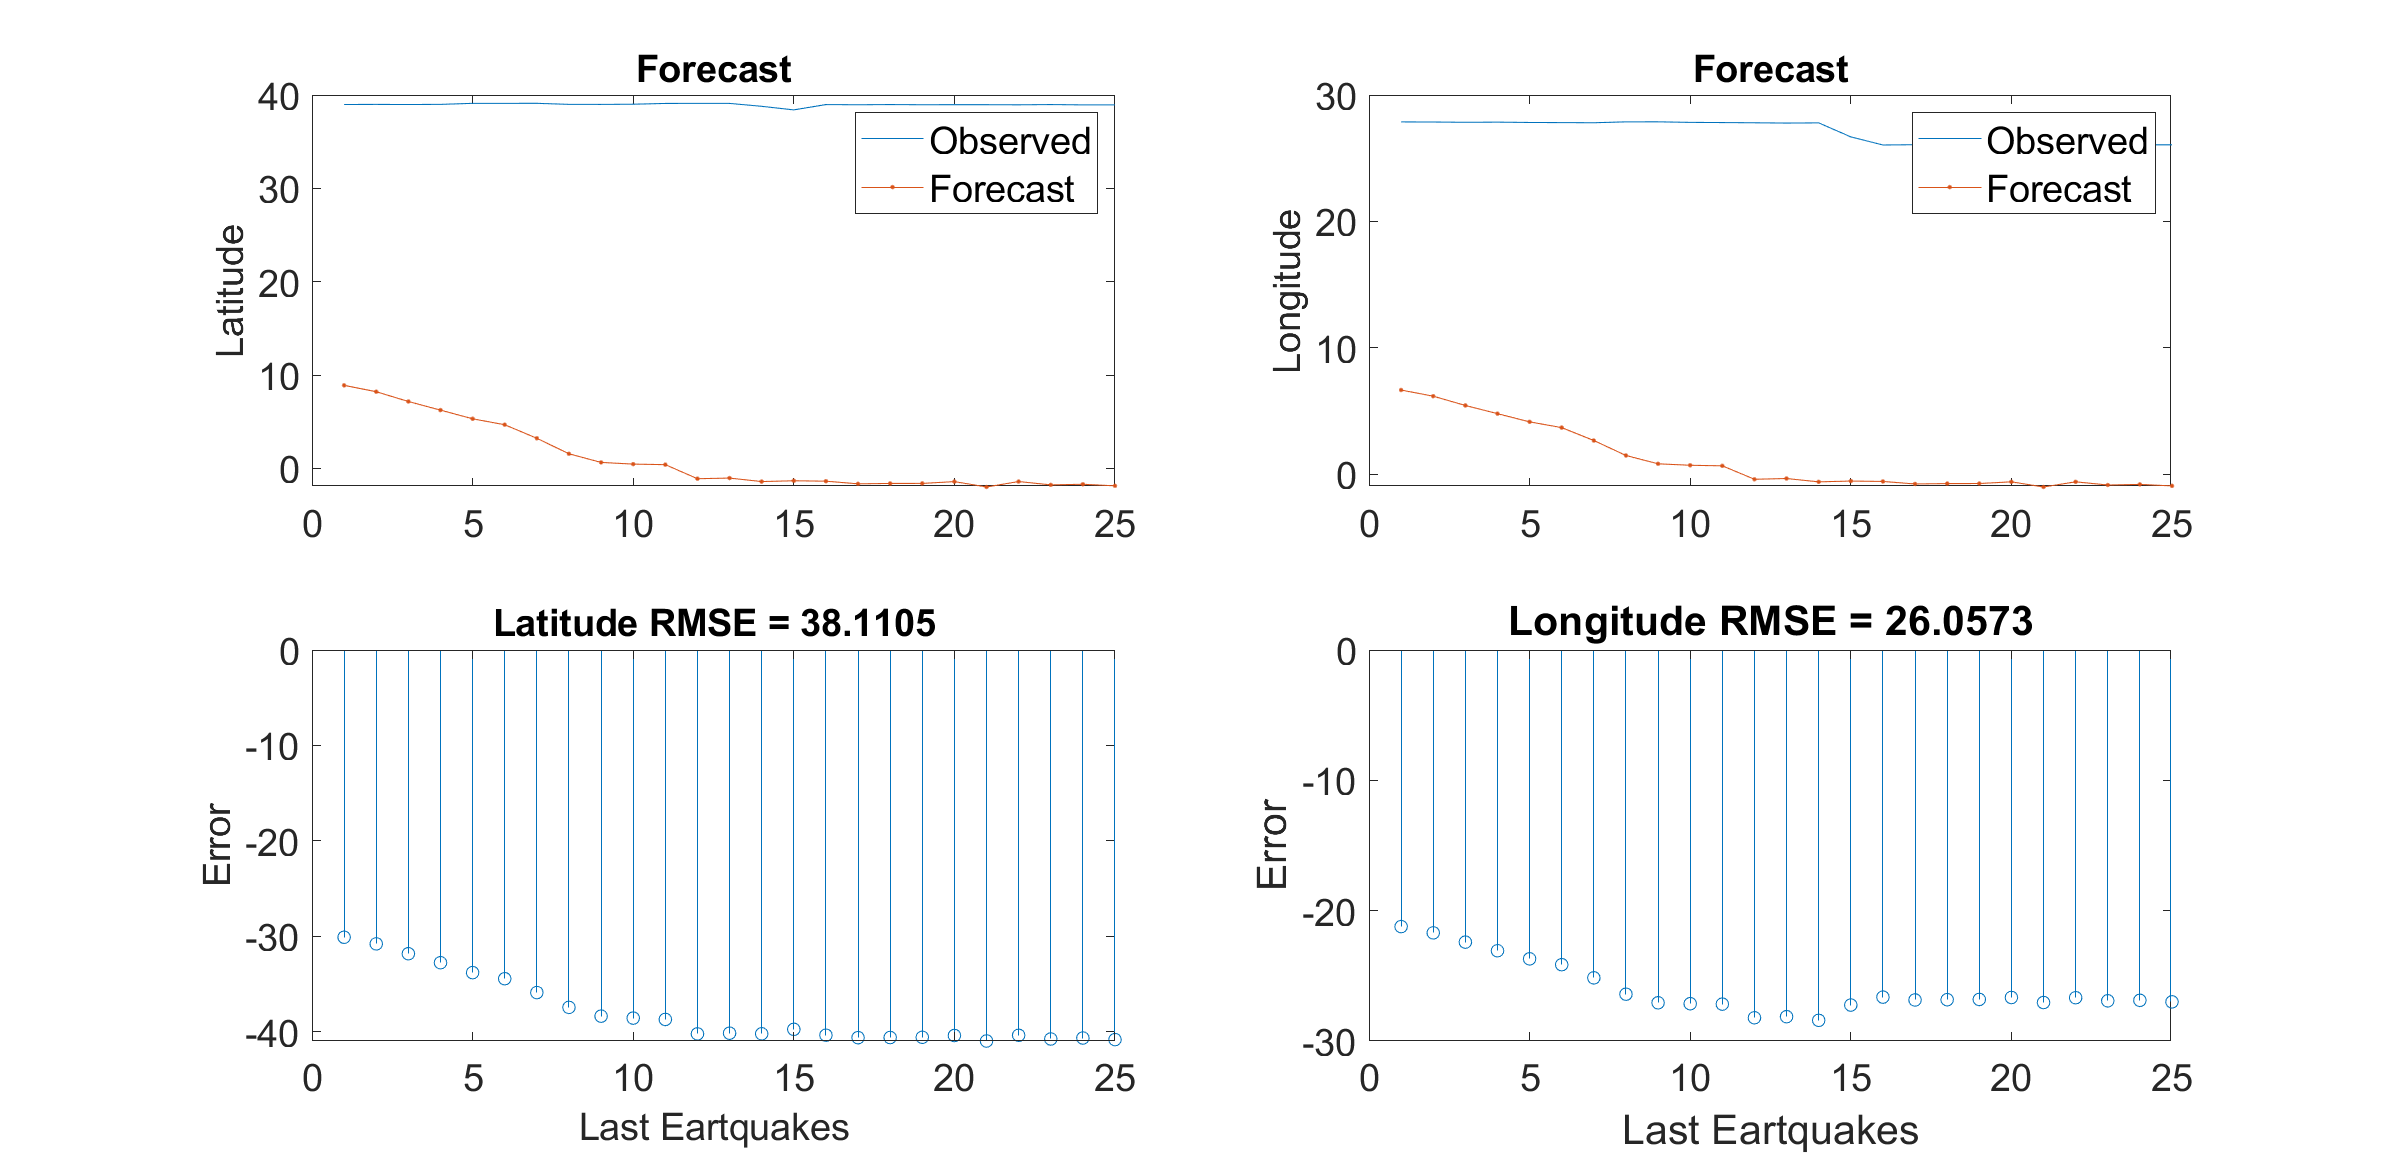 Forecast
40
30
20
10
0
Latitude
Observed
Forecast
0 5 10 15 20 25
Forecast
30
20
10
0
Longitude
Observed
Forecast
0 5 10 15 20 25
Latitude RMSE = 38.1105
0
-10
-20
-30
-40
Error
0 5 10 15 20 25
Last Eartquakes
Longitude RMSE = 26.0573
0
-10
-20
-30
Error
0 5 10 15 20 25
Last Eartquakes